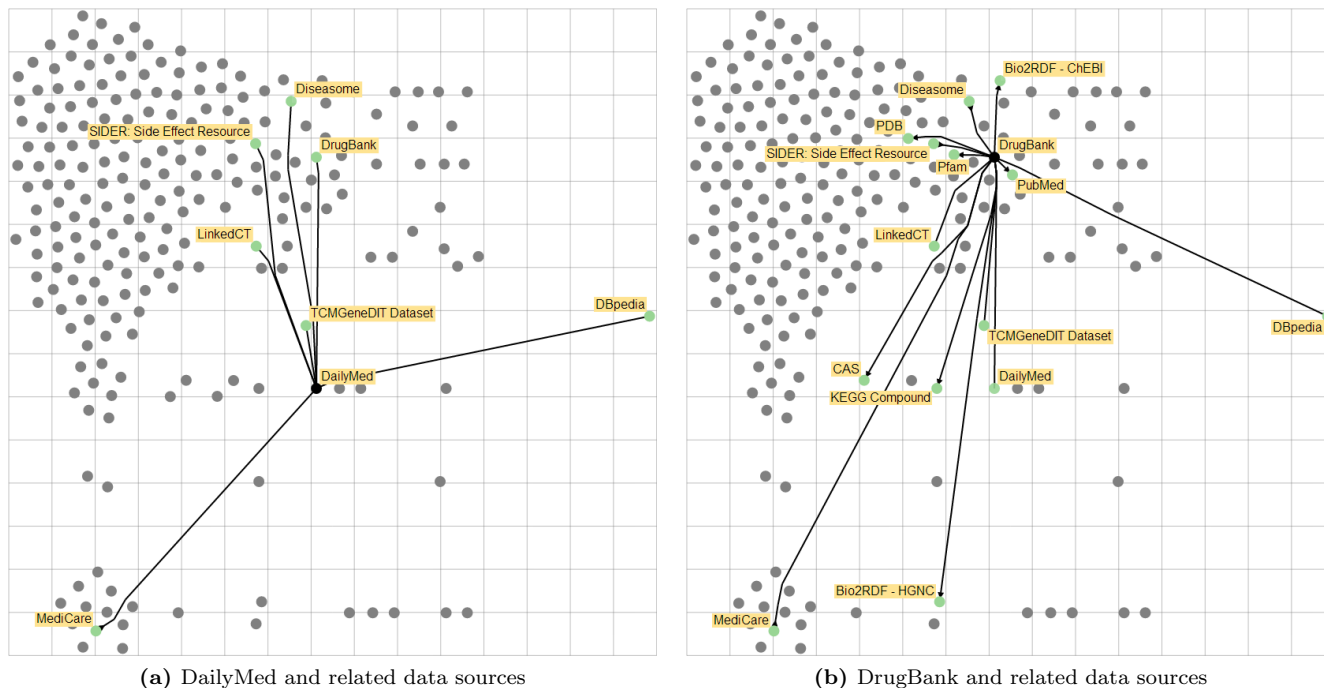 Diseasome
SIDER: Side Effect Resource
DrugBank
LinkedCT
TCMGeneDIT Dataset
DBpedia
DailyMed
MediCare
(a) DailyMed and related data sources
Bio2RDF - ChEBI
Diseasome
PDB
DrugBank
SIDER: Side Effect Resource
Pfam
PubMed
LinkedCT
DBpedia
TCMGeneDIT Dataset
CAS
DailyMed
KEGG Compound
Bio2RDF - HGNC
MediCare
(b) DrugBank and related data sources